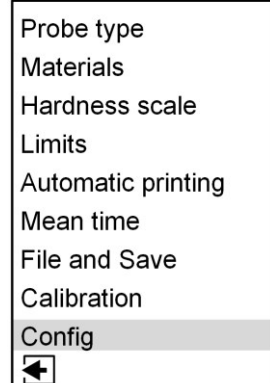 Probe type
Materials
Hardness scale
Limits
Automatic printing
Mean time
File and Save
Calibration
Config